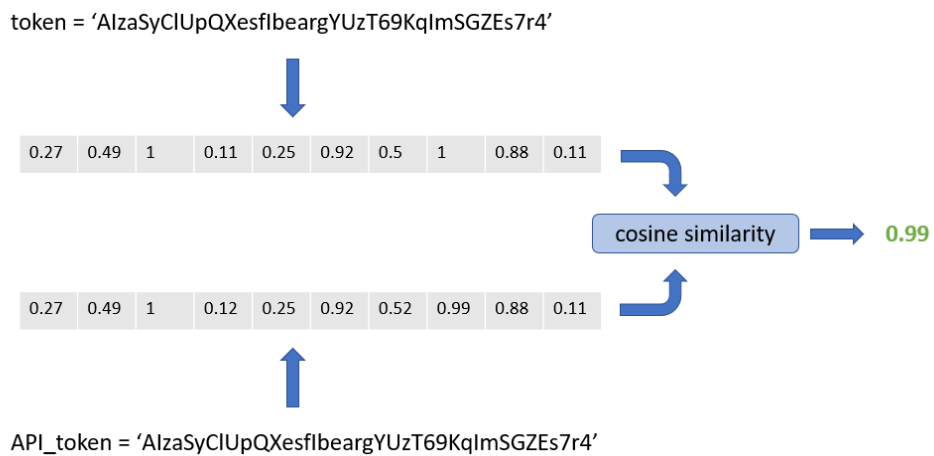 token = ‘AIzaSyClUpQXesfIbeargYUzT69KqImSGZEs7r4’
0.27 0.49 1 0.11 0.25 0.92 0.5 1 0.88 0.11
cosine similarity
0.99
0.27 0.49 1 0.12 0.25 0.92 0.52 0.99 0.88 0.11
API_token = ‘AIzaSyClUpQXesfIbeargYUzT69KqImSGZEs7r4’